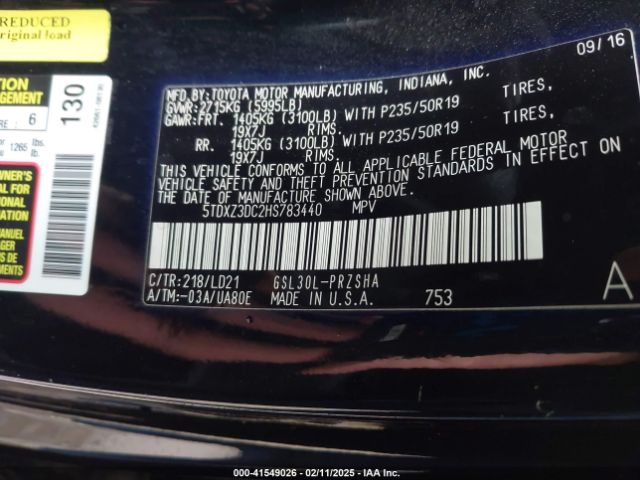 REDUCED
original load
09/16
MFD.BY:TOYOTA MOTOR MANUFACTURING, INDIANA, INC.
GVWR:2715KG (5995LB)
GAWR:FRT. 1405KG (3100LB) WITH P235/50R19 TIRES,
19X7J RIMS.
RR. 1405KG (3100LB) WITH P235/50R19 TIRES,
19X7J RIMS.
THIS VEHICLE CONFORMS TO ALL APPLICABLE FEDERAL MOTOR
VEHICLE SAFETY AND THEFT PREVENTION STANDARDS IN EFFECT ON
THE DATE OF MANUFACTURE SHOWN ABOVE.
5TDXZ3DC2HS783440 MPV
C/TR:218/LD21 GSL30L-PRZSHA
A/TM:-03A/UA80E MADE IN U.S.A. 753
A
6
1265 lbs.
lb.
130
000-41549026 - 02/11/2025 - IAA Inc.